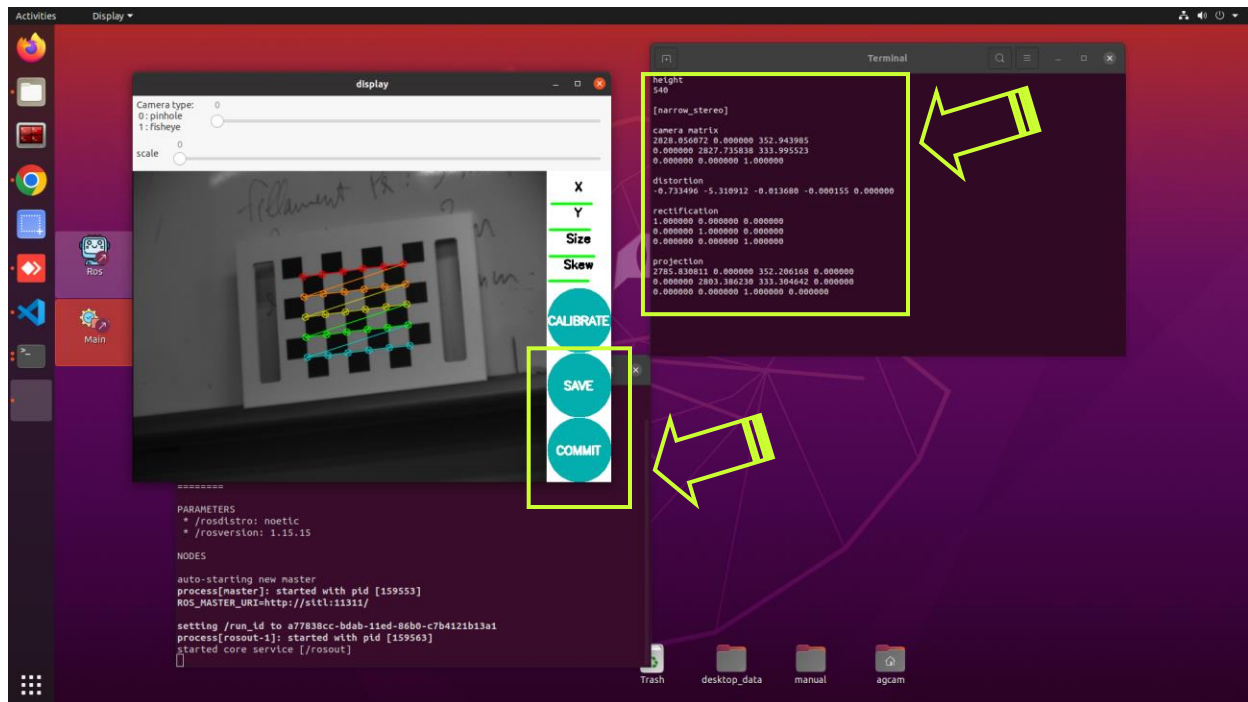 Activities
Display
Ros
Main
display
Camera type:
0 : pinhole
1 : fisheye
0
scale
0
filament
X
Y
Size
Skew
CALIBRATE
SAVE
COMMIT
Terminal
height
540
[narrow_stereo]
camera matrix
2828.056072 0.000000 352.943985
0.000000 2827.735838 333.995523
0.000000 0.000000 1.000000
distortion
-0.733496 -5.310912 -0.013680 -0.000155 0.000000
rectification
1.000000 0.000000 0.000000
0.000000 1.000000 0.000000
0.000000 0.000000 1.000000
projection
2785.830811 0.000000 352.206168 0.000000
0.000000 2803.386230 333.304642 0.000000
0.000000 0.000000 1.000000 0.000000
========
PARAMETERS
* /rosdistro: noetic
* /rosversion: 1.15.15
NODES
auto-starting new master
process[master]: started with pid [159553]
ROS_MASTER_URI=http://sitl:11311/
setting /run_id to a77838cc-bdab-11ed-86b0-c7b4121b13a1
process[rosout-1]: started with pid [159563]
started core service [/rosout]
Trash
desktop_data
manual
agcam